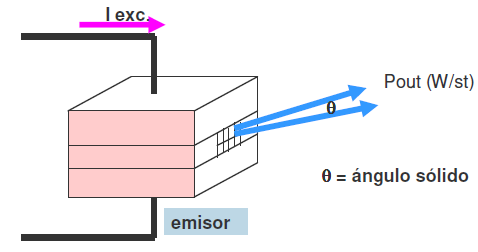 I exc.
Pout (W/st)
θ
θ = ángulo sólido
emisor